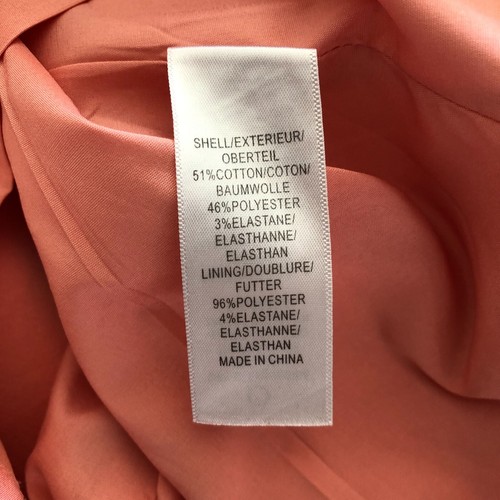 SHELL/EXTERIEUR/
OBERTEIL
51%COTTON/COTON/
BAUMWOLLE
46%POLYESTER
3%ELASTANE/
ELASTHANNE/
ELASTHAN
LINING/DOUBLURE/
FUTTER
96%POLYESTER
4%ELASTANE/
ELASTHANNE/
ELASTHAN
MADE IN CHINA